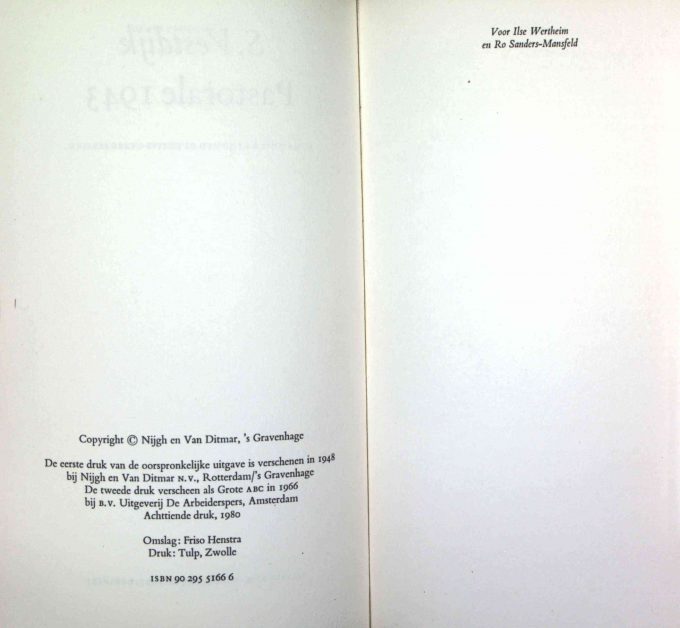 Copyright © Nijgh en Van Ditmar, 's Gravenhage
De eerste druk van de oorspronkelijke uitgave is verschenen in 1948
bij Nijgh en Van Ditmar N.V., Rotterdam/'s Gravenhage
De tweede druk verscheen als Grote ABC in 1966
bij B.V. Uitgeverij De Arbeiderspers, Amsterdam
Achttiende druk, 1980
Omslag: Friso Henstra
Druk: Tulp, Zwolle
ISBN 90 295 5166 6
Voor Ilse Wertheim
en Ro Sanders-Mansfeld